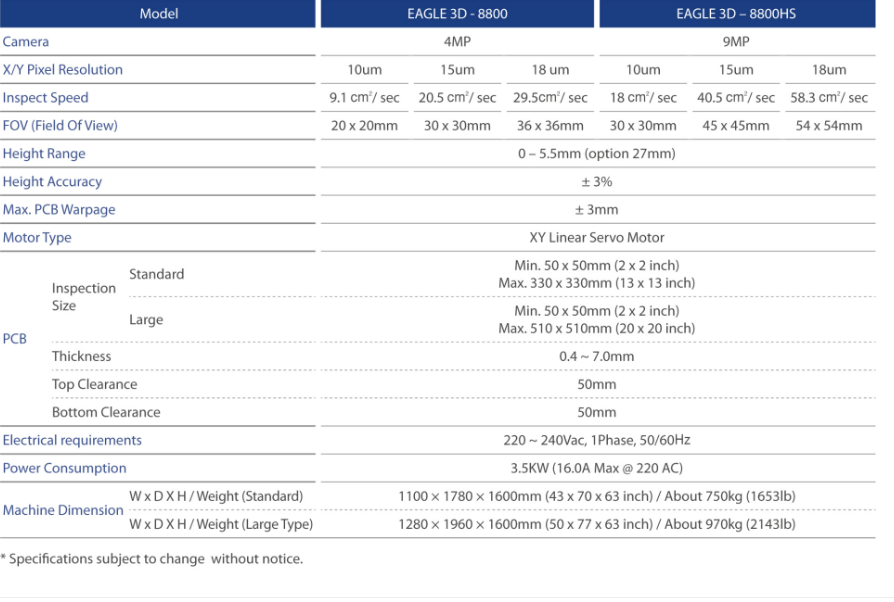 Model EAGLE 3D - 8800 EAGLE 3D – 8800HS
Camera 4MP 9MP
X/Y Pixel Resolution 10um 15um 18 um 10um 15um 18um
Inspect Speed 9.1 cm²/ sec 20.5 cm²/ sec 29.5cm²/ sec 18 cm²/ sec 40.5 cm²/ sec 58.3 cm²/ sec
FOV (Field Of View) 20 x 20mm 30 x 30mm 36 x 36mm 30 x 30mm 45 x 45mm 54 x 54mm
Height Range 0 – 5.5mm (option 27mm)
Height Accuracy ± 3%
Max. PCB Warpage ± 3mm
Motor Type XY Linear Servo Motor
PCB
Inspection
Size
Standard
Min. 50 x 50mm (2 x 2 inch)
Max. 330 x 330mm (13 x 13 inch)
Large
Min. 50 x 50mm (2 x 2 inch)
Max. 510 x 510mm (20 x 20 inch)
Thickness 0.4 ~ 7.0mm
Top Clearance 50mm
Bottom Clearance 50mm
Electrical requirements 220 ~ 240Vac, 1Phase, 50/60Hz
Power Consumption 3.5KW (16.0A Max @ 220 AC)
Machine Dimension
W x D X H / Weight (Standard) 1100 × 1780 × 1600mm (43 x 70 x 63 inch) / About 750kg (1653lb)
W x D X H / Weight (Large Type) 1280 × 1960 × 1600mm (50 x 77 x 63 inch) / About 970kg (2143lb)
* Specifications subject to change without notice.